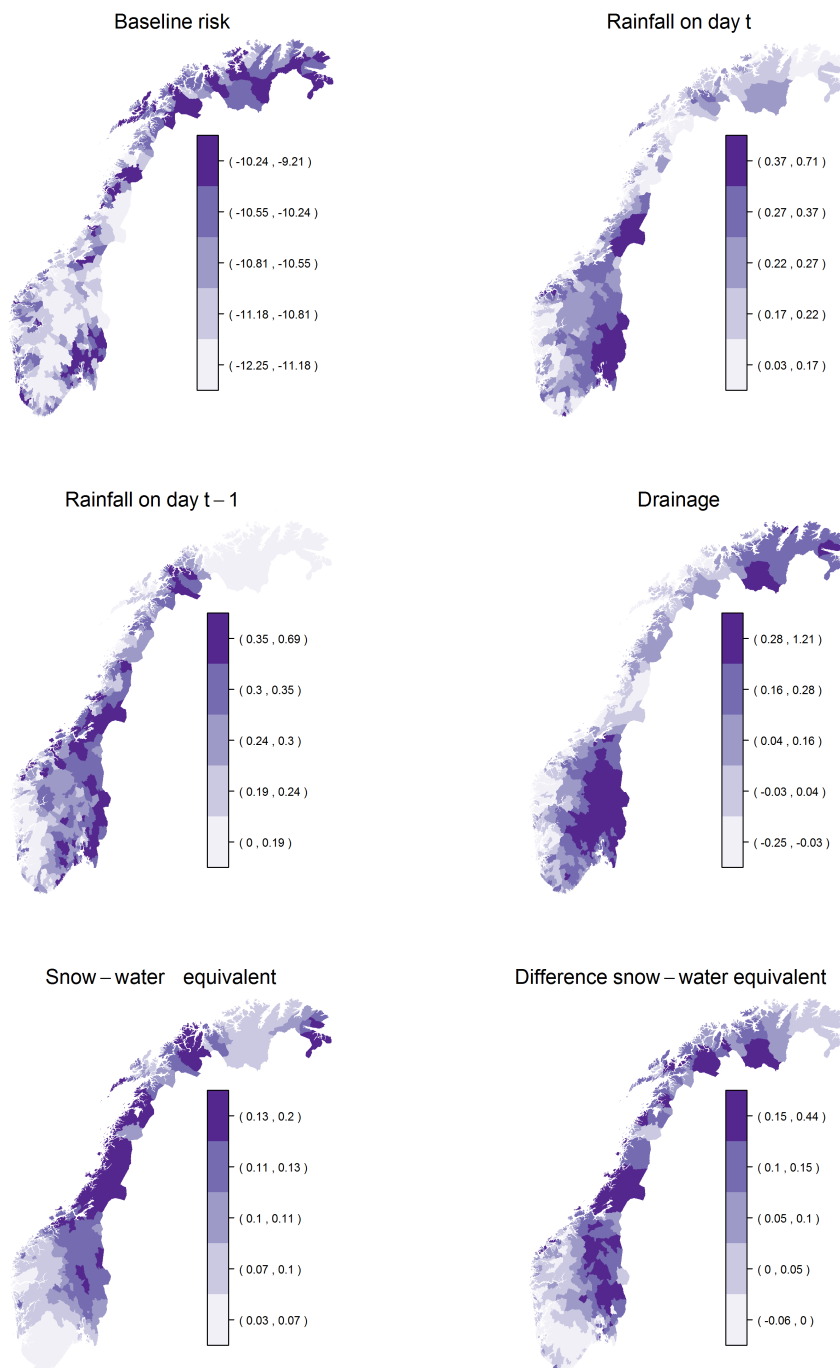 Baseline risk
( -10.24 , -9.21 )
( -10.55 , -10.24 )
( -10.81 , -10.55 )
( -11.18 , -10.81 )
( -12.25 , -11.18 )
Rainfall on day t
( 0.37 , 0.71 )
( 0.27 , 0.37 )
( 0.22 , 0.27 )
( 0.17 , 0.22 )
( 0.03 , 0.17 )
Rainfall on day t − 1
( 0.35 , 0.69 )
( 0.3 , 0.35 )
( 0.24 , 0.3 )
( 0.19 , 0.24 )
( 0 , 0.19 )
Drainage
( 0.28 , 1.21 )
( 0.16 , 0.28 )
( 0.04 , 0.16 )
( -0.03 , 0.04 )
( -0.25 , -0.03 )
Snow − water equivalent
( 0.13 , 0.2 )
( 0.11 , 0.13 )
( 0.1 , 0.11 )
( 0.07 , 0.1 )
( 0.03 , 0.07 )
Difference snow − water equivalent
( 0.15 , 0.44 )
( 0.1 , 0.15 )
( 0.05 , 0.1 )
( 0 , 0.05 )
( -0.06 , 0 )